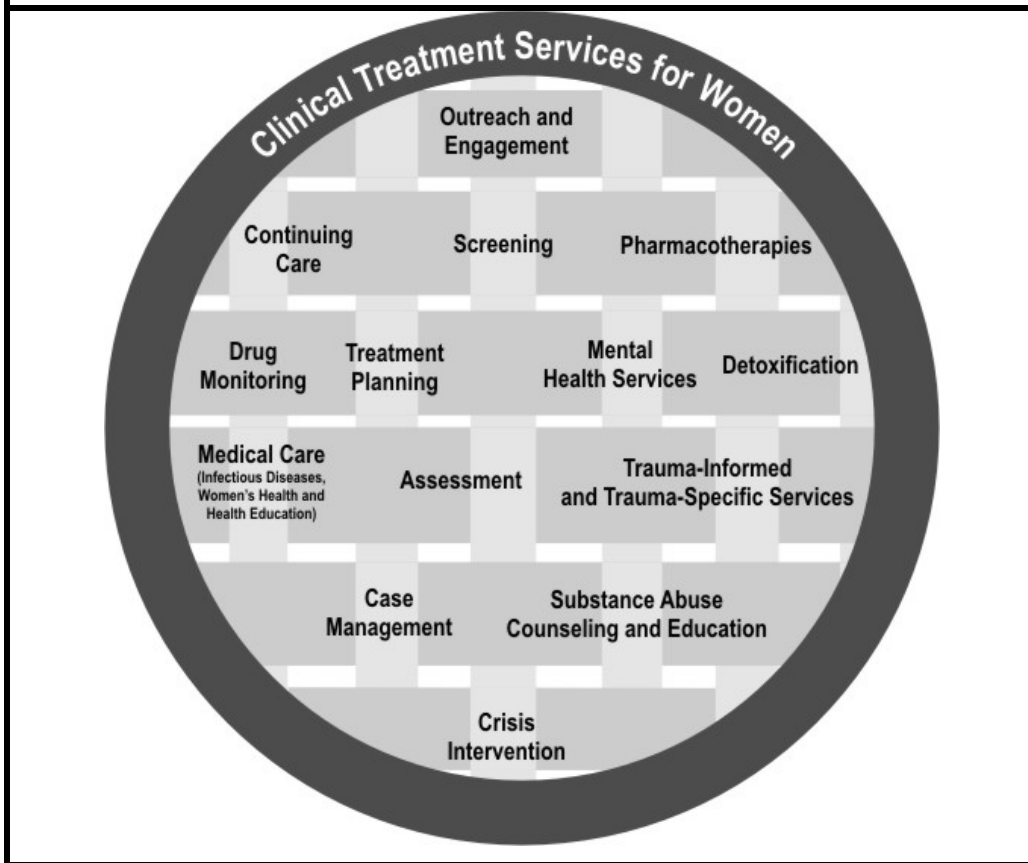 Clinical Treatment Services for Women
Outreach and
Engagement
Continuing
Care
Screening
Pharmacotherapies
Drug
Monitoring
Treatment
Planning
Mental
Health Services
Detoxification
Medical Care
(Infectious Diseases,
Women's Health and
Health Education)
Assessment
Trauma-Informed
and Trauma-Specific Services
Case
Management
Substance Abuse
Counseling and Education
Crisis
Intervention